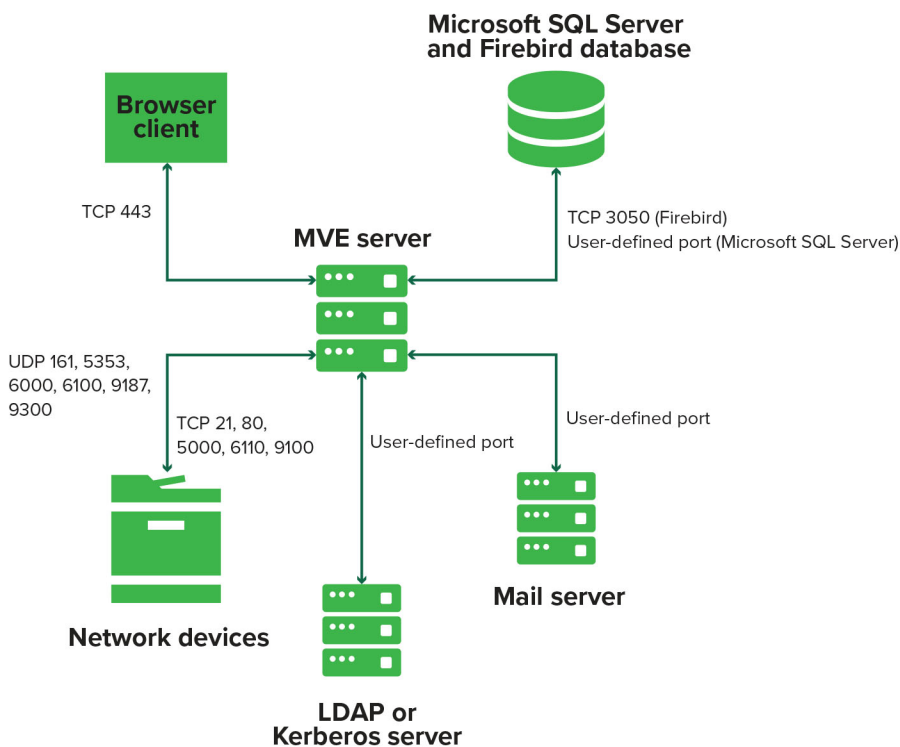 Microsoft SQL Server
and Firebird database
Browser
client
TCP 443
TCP 3050 (Firebird)
User-defined port (Microsoft SQL Server)
MVE server
UDP 161, 5353,
6000, 6100, 9187,
9300
TCP 21, 80,
5000, 6110, 9100
User-defined port
User-defined port
Mail server
Network devices
LDAP or
Kerberos server